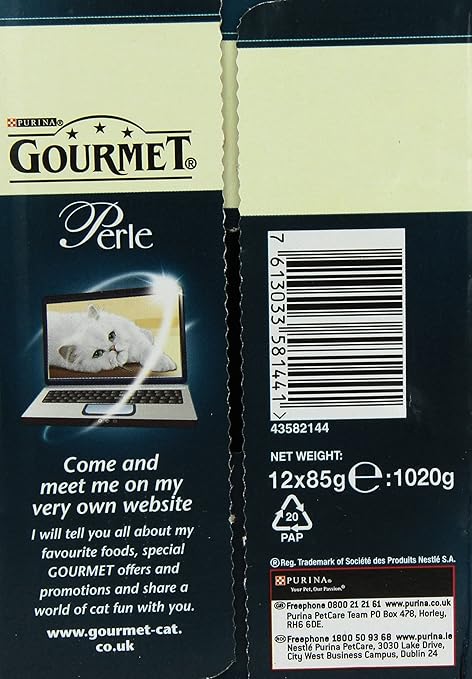 PURINA®
GOURMET®
Perle
Come and
meet me on my
very own website
I will tell you all about my
favourite foods, special
GOURMET offers and
promotions and share a
world of cat fun with you.
www.gourmet-cat.
co.uk
7 613033 581441 >
43582144
NET WEIGHT:
12x85g℮:1020g
20
PAP
® Reg. Trademark of Société des Produits Nestlé S.A.
PURINA®
Your Pet, Our Passion.®
GB Freephone 0800 21 21 61 www.purina.co.uk
Purina PetCare Team PO Box 478, Horley,
RH6 6DE.
Freephone 1800 50 93 68 www.purina.ie
Nestlé Purina PetCare, 3030 Lake Drive,
City West Business Campus, Dublin 24